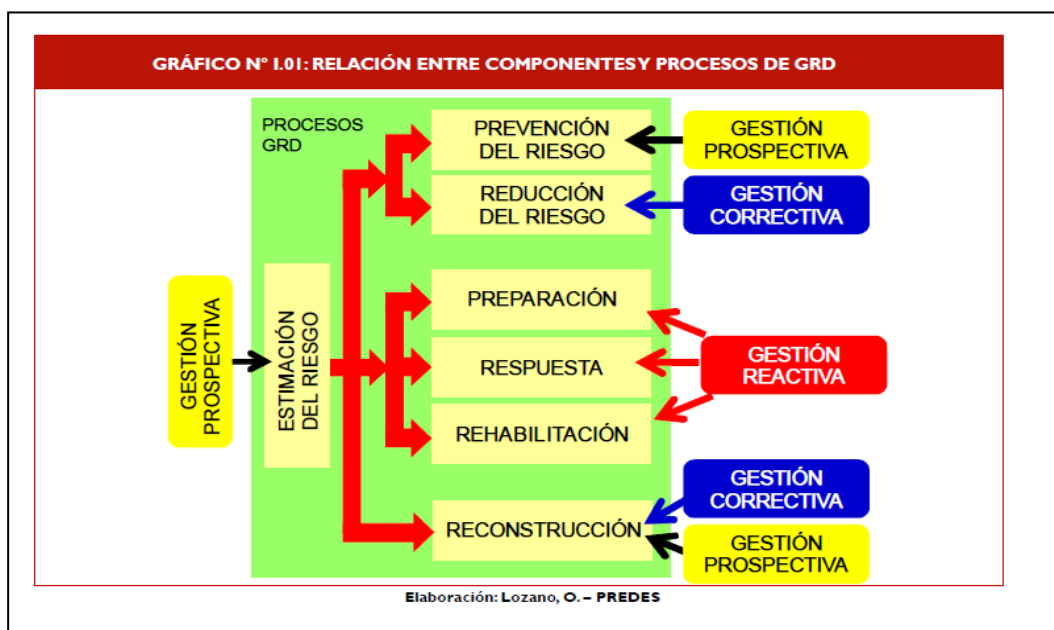 GRÁFICO Nº I.01: RELACIÓN ENTRE COMPONENTES Y PROCESOS DE GRD
PROCESOS
GRD
PREVENCIÓN
DEL RIESGO
GESTIÓN
PROSPECTIVA
REDUCCIÓN
DEL RIESGO
GESTIÓN
CORRECTIVA
GESTIÓN
PROSPECTIVA
ESTIMACIÓN
DEL RIESGO
PREPARACIÓN
RESPUESTA
REHABILITACIÓN
GESTIÓN
REACTIVA
RECONSTRUCCIÓN
GESTIÓN
CORRECTIVA
GESTIÓN
PROSPECTIVA
Elaboración: Lozano, O. – PREDES